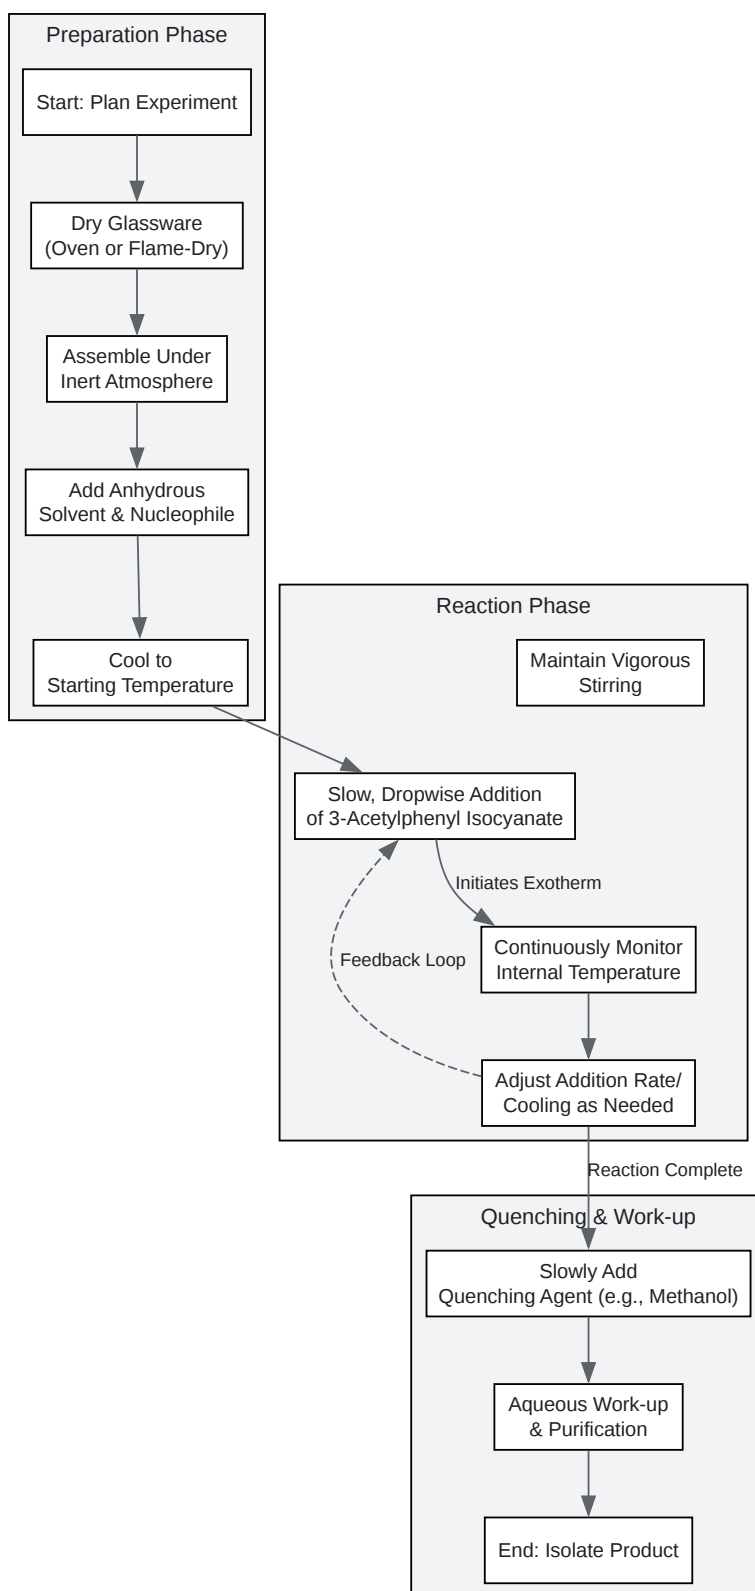 Preparation Phase
Start: Plan Experiment
Dry Glassware
(Oven or Flame-Dry)
Assemble Under
Inert Atmosphere
Add Anhydrous
Solvent & Nucleophile
Cool to
Starting Temperature
Reaction Phase
Maintain Vigorous
Stirring
Slow, Dropwise Addition
of 3-Acetylphenyl Isocyanate
Initiates Exotherm
Continuously Monitor
Internal Temperature
Feedback Loop
Adjust Addition Rate/
Cooling as Needed
Reaction Complete
Quenching & Work-up
Slowly Add
Quenching Agent (e.g., Methanol)
Aqueous Work-up
& Purification
End: Isolate Product